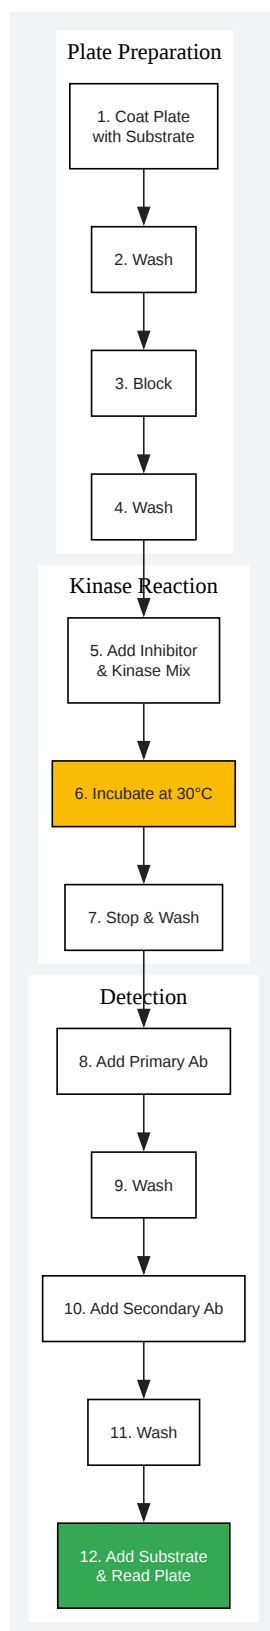 Plate Preparation
1. Coat Plate
with Substrate
2. Wash
3. Block
4. Wash
Kinase Reaction
5. Add Inhibitor
& Kinase Mix
6. Incubate at 30°C
7. Stop & Wash
Detection
8. Add Primary Ab
9. Wash
10. Add Secondary Ab
11. Wash
12. Add Substrate
& Read Plate